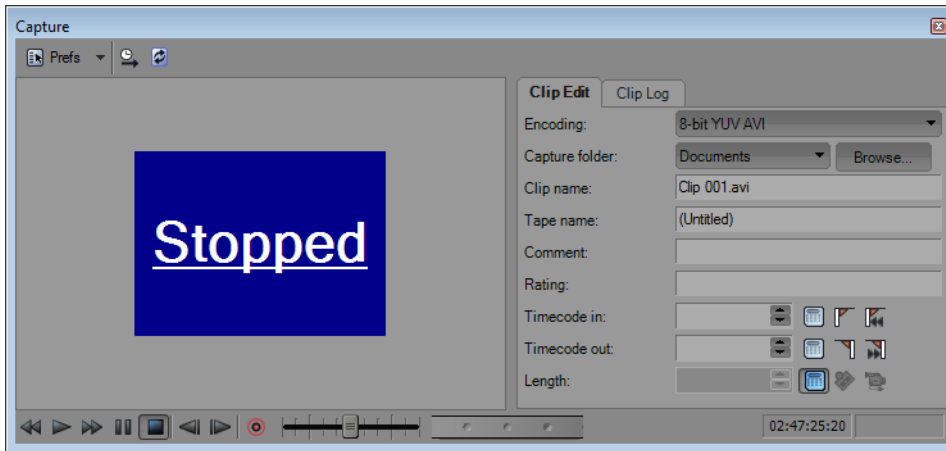 Capture
Prefs
Stopped
Clip Edit
Clip Log
Encoding:
8-bit YUV AVI
Capture folder:
Documents
Browse...
Clip name:
Clip 001.avi
Tape name:
(Untitled)
Comment:
Rating:
Timecode in:
Timecode out:
Length:
02:47:25:20